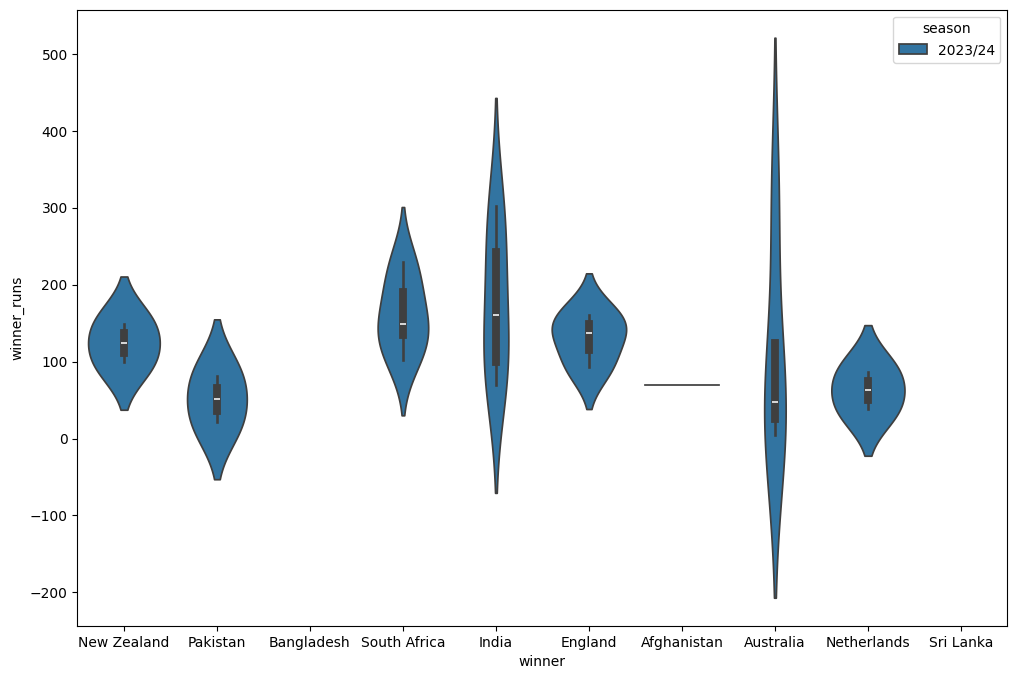 season
2023/24
500
400
300
200
100
0
−100
−200
winner_runs
New Zealand Pakistan Bangladesh South Africa India England Afghanistan Australia Netherlands Sri Lanka
winner